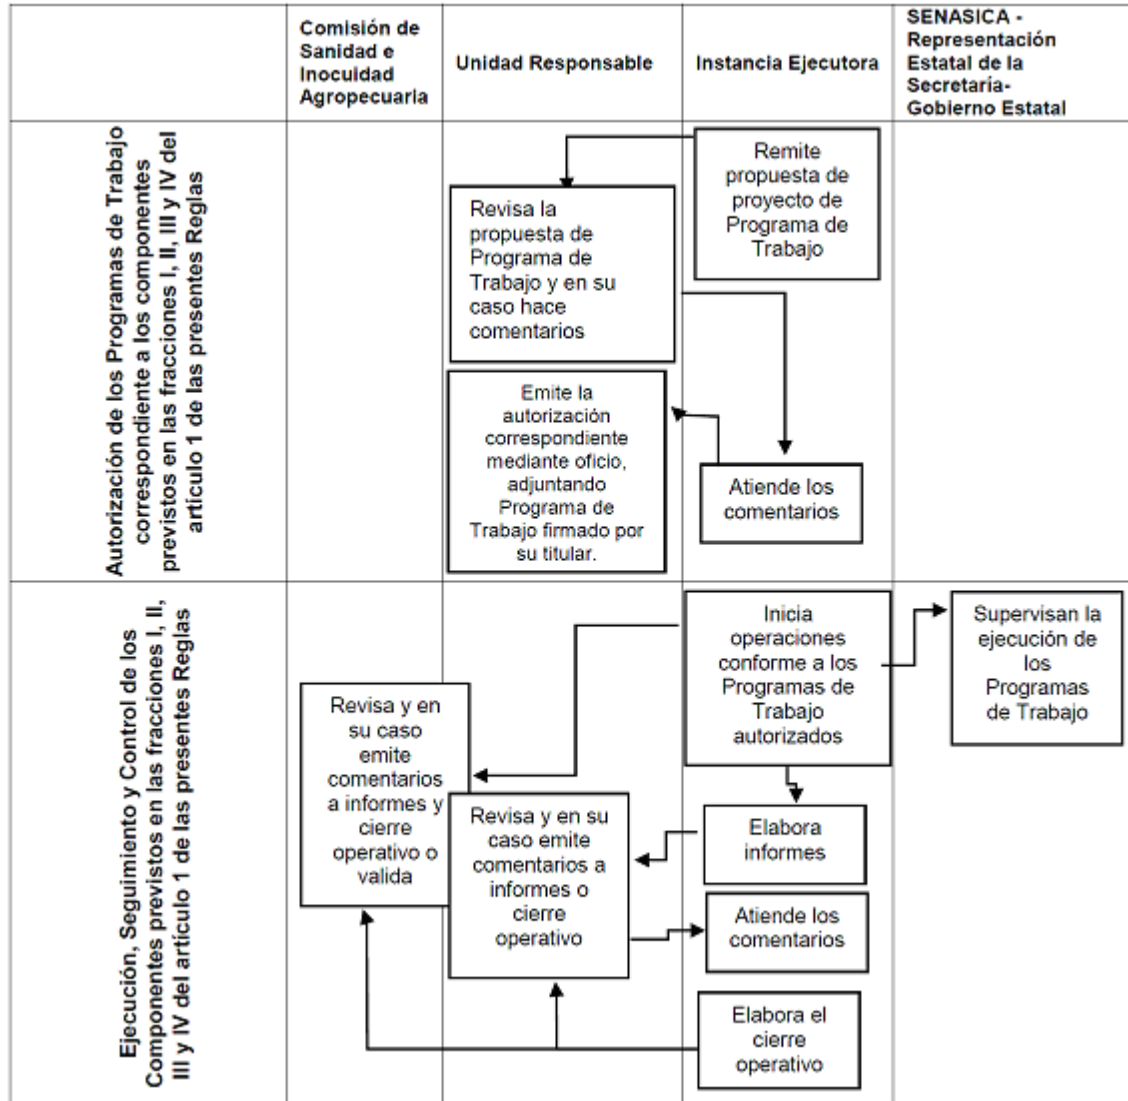 Comisión de
Sanidad e
Inocuidad
Agropecuaria
Unidad Responsable
Instancia Ejecutora
SENASICA -
Representación
Estatal de la
Secretaría-
Gobierno Estatal
Autorización de los Programas de Trabajo
correspondiente a los componentes
previstos en las fracciones I, II, III y IV del
artículo 1 de las presentes Reglas
Remite
propuesta de
proyecto de
Programa de
Trabajo
Revisa la
propuesta de
Programa de
Trabajo y en su
caso hace
comentarios
Emite la
autorización
correspondiente
mediante oficio,
adjuntando
Programa de
Trabajo firmado por
su titular.
Atiende los
comentarios
Ejecución, Seguimiento y Control de los
Componentes previstos en las fracciones I, II,
III y IV del artículo 1 de las presentes Reglas
Inicia
operaciones
conforme a los
Programas de
Trabajo
autorizados
Supervisan la
ejecución de
los
Programas
de Trabajo
Revisa y en
su caso
emite
comentarios
a informes y
cierre
operativo o
valida
Revisa y en su
caso emite
comentarios a
informes o
cierre
operativo
Elabora
informes
Atiende los
comentarios
Elabora el
cierre
operativo